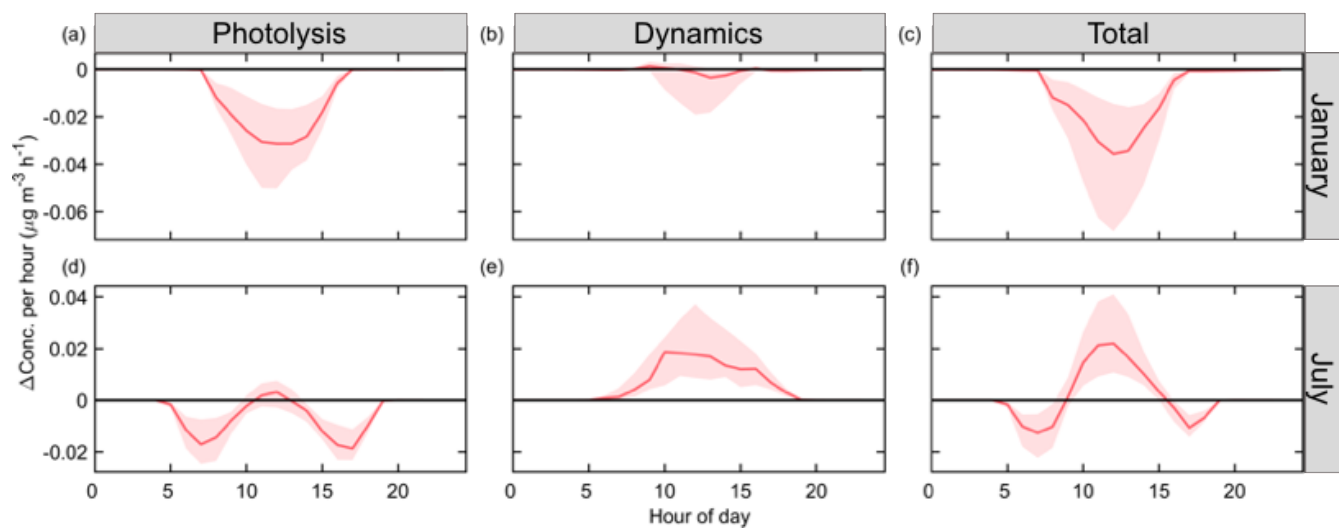 (a) Photolysis (b) Dynamics (c) Total
0
-0.02
-0.04
-0.06
January
ΔConc. per hour (μg m⁻³ h⁻¹)
(d) (e) (f)
0.04
0.02
0
-0.02
July
0 5 10 15 20 0 5 10 15 20 0 5 10 15 20
Hour of day